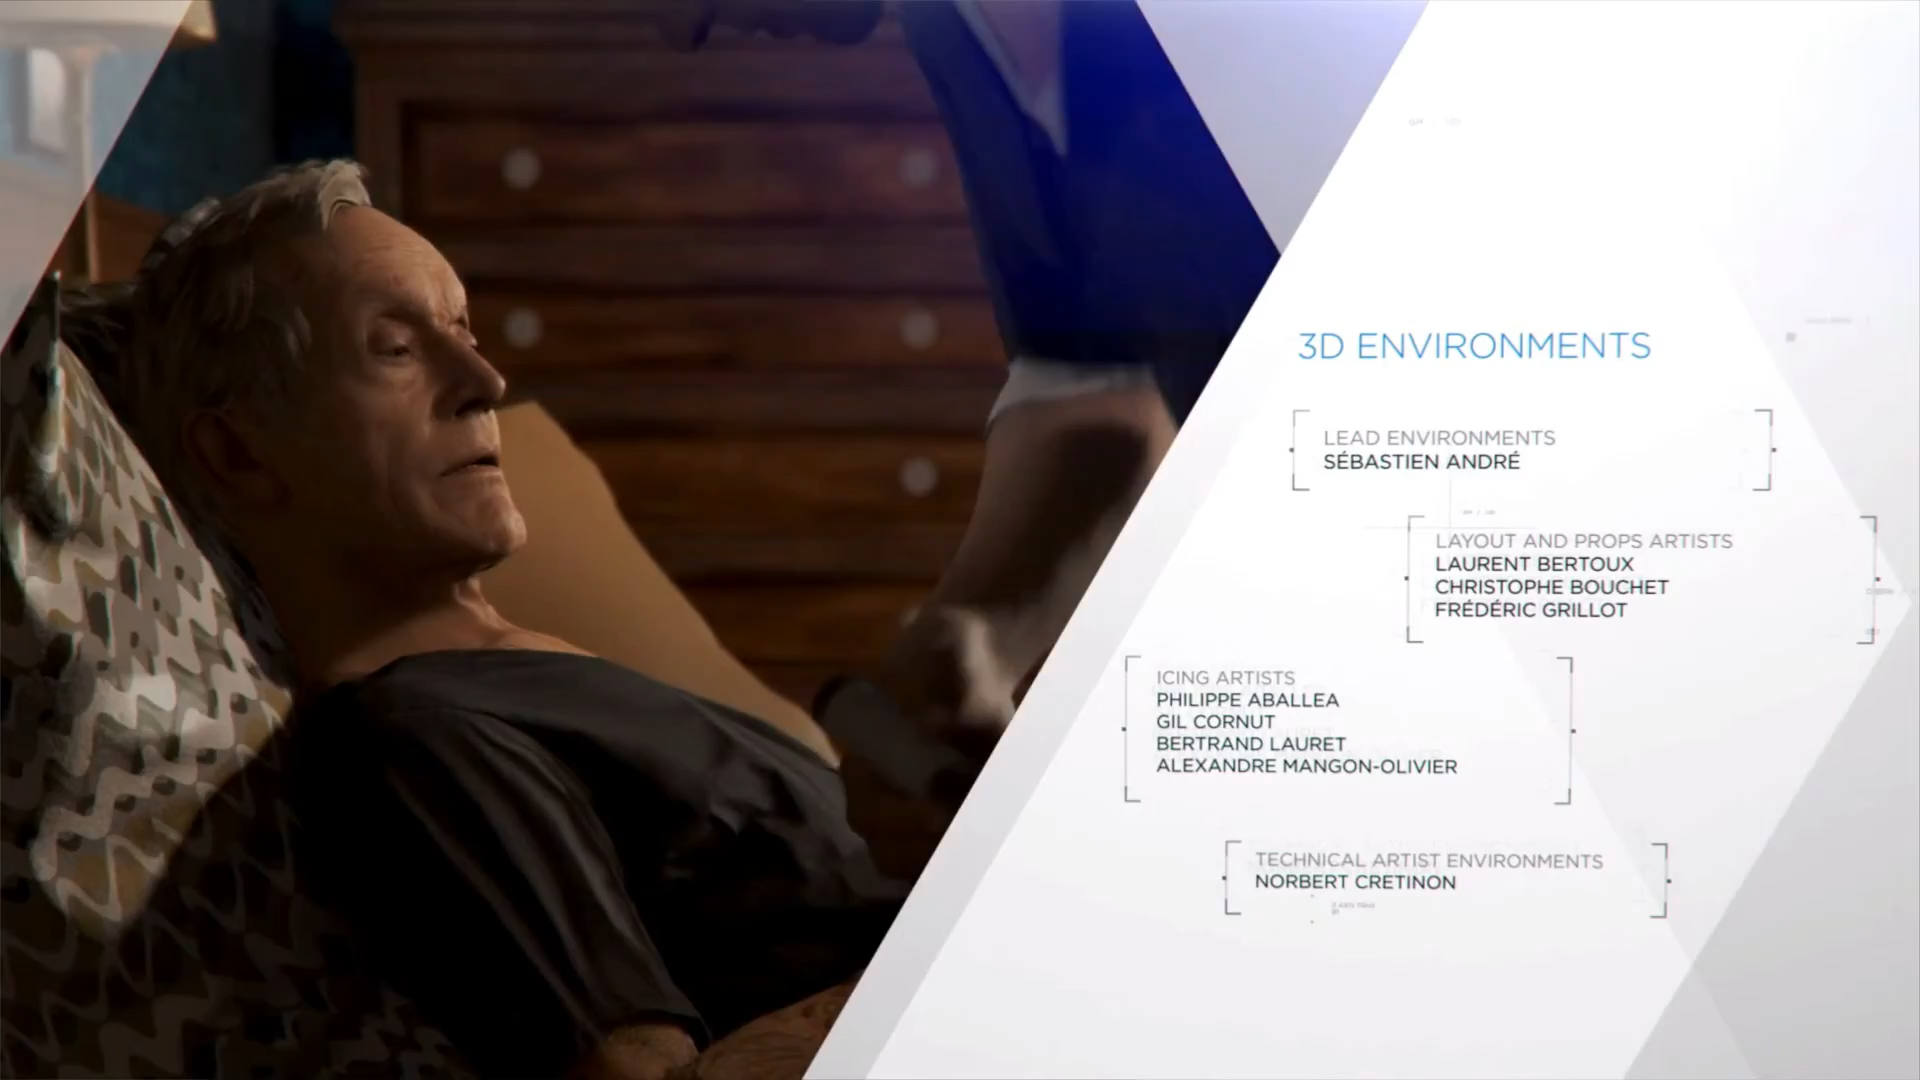 3D ENVIRONMENTS
LEAD ENVIRONMENTS
SÉBASTIEN ANDRÉ
LAYOUT AND PROPS ARTISTS
LAURENT BERTOUX
CHRISTOPHE BOUCHET
FRÉDÉRIC GRILLOT
ICING ARTISTS
PHILIPPE ABALLEA
GIL CORNUT
BERTRAND LAURET
ALEXANDRE MANGON-OLIVIER
TECHNICAL ARTIST ENVIRONMENTS
NORBERT CRETINON